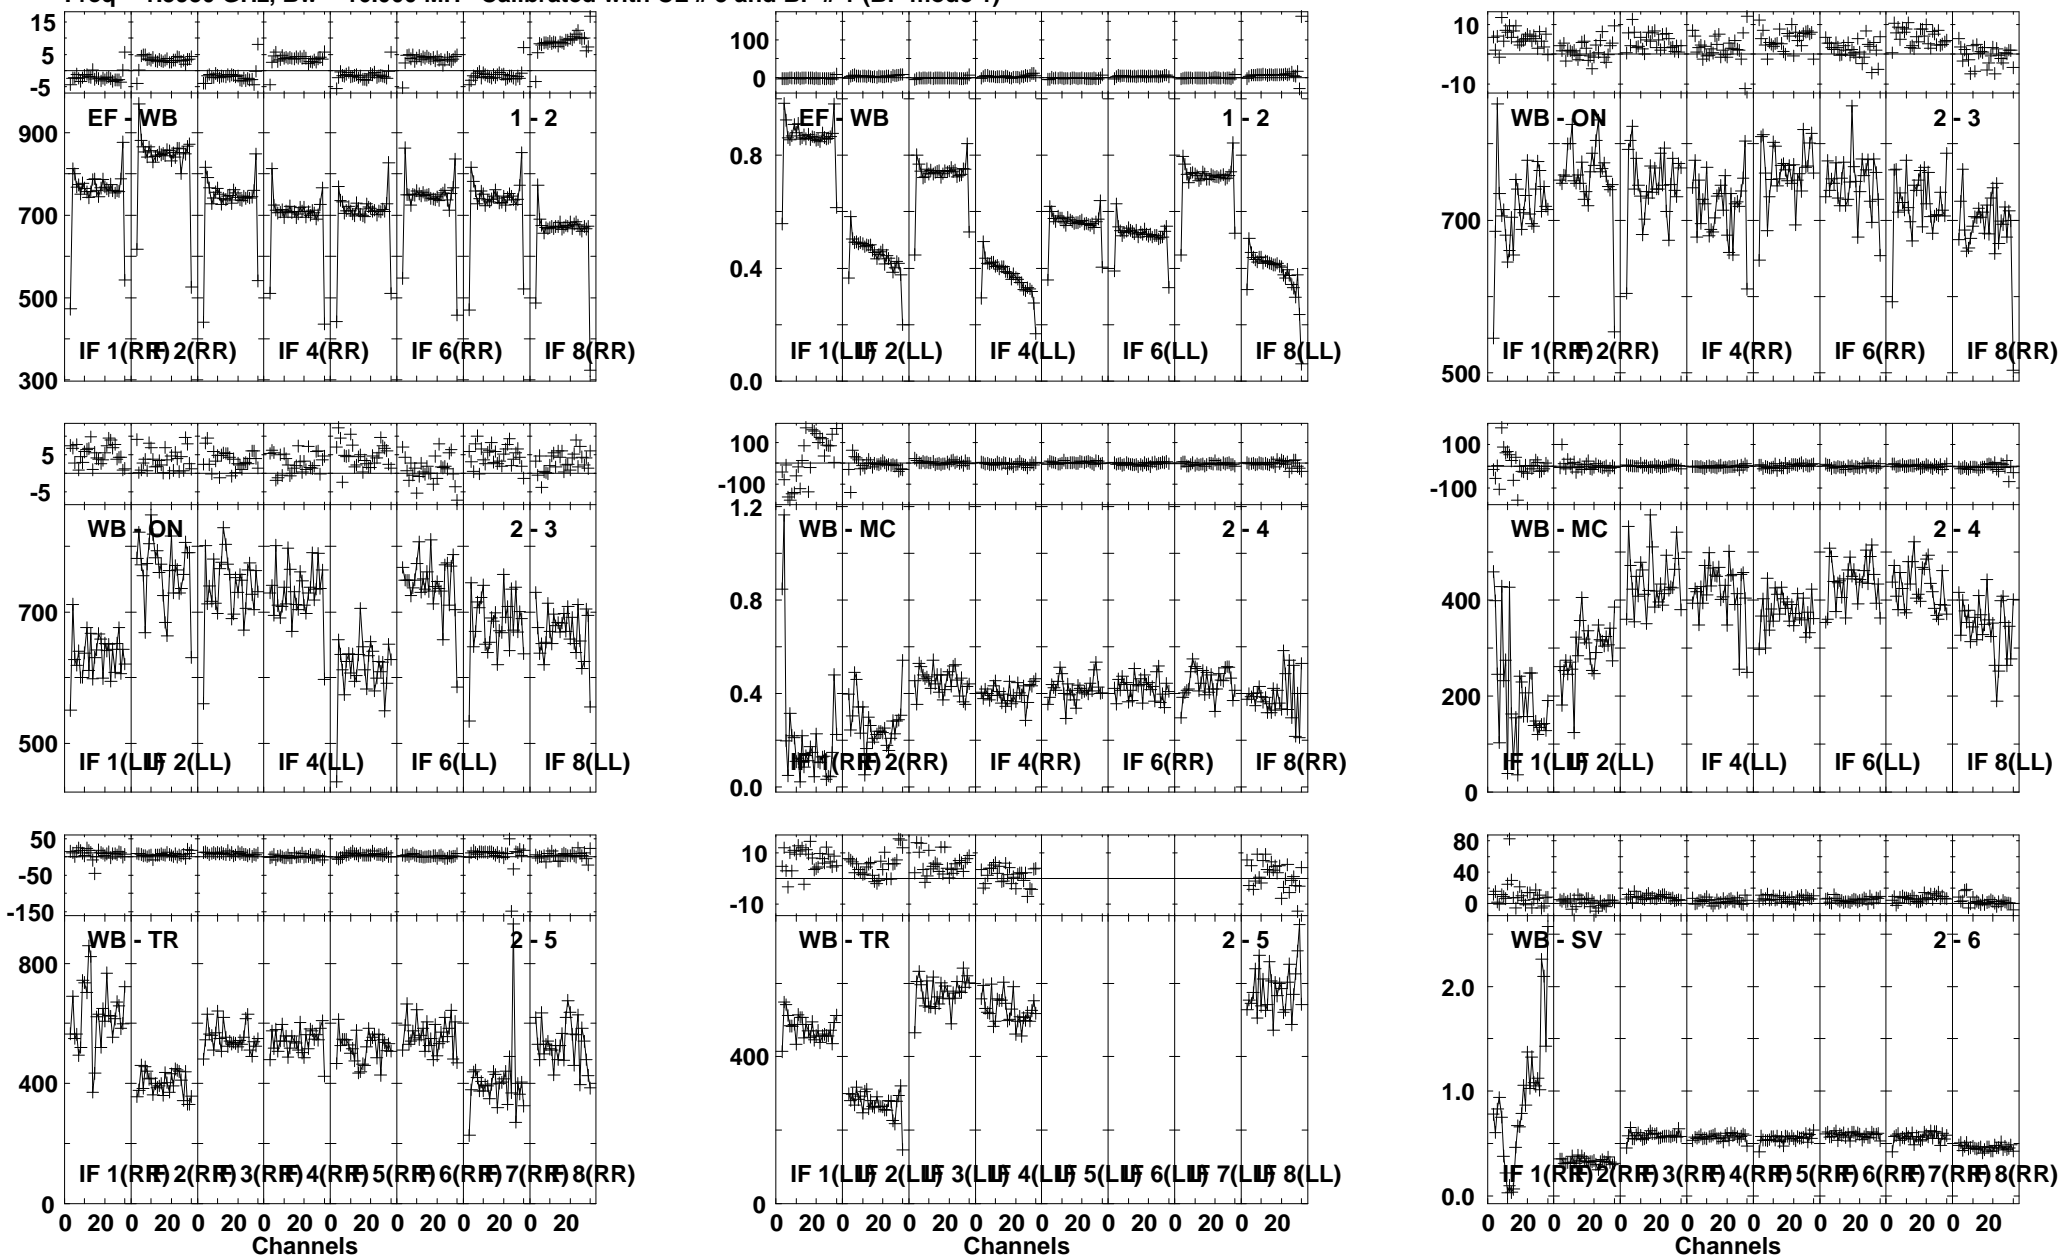 15
5
-5
EF - WB 1 - 2
900
700
500
300
IF 1(RR) IF 2(RR) IF 4(RR) IF 6(RR) IF 8(RR)
100
0
EF - WB 1 - 2
0.8
0.4
0.0
IF 1(LL) IF 2(LL) IF 4(LL) IF 6(LL) IF 8(LL)
10
-10
WB - ON 2 - 3
700
500
IF 1(RR) IF 2(RR) IF 4(RR) IF 6(RR) IF 8(RR)
5
-5
WB - ON 2 - 3
700
500
IF 1(LL) IF 2(LL) IF 4(LL) IF 6(LL) IF 8(LL)
100
-100
1.2
WB - MC 2 - 4
0.8
0.4
0.0
IF 1(RR) IF 2(RR) IF 4(RR) IF 6(RR) IF 8(RR)
100
-100
WB - MC 2 - 4
400
200
0
IF 1(LL) IF 2(LL) IF 4(LL) IF 6(LL) IF 8(LL)
50
-50
-150
WB - TR 2 - 5
800
400
0
IF 1(RR) IF 2(RR) IF 3(RR) IF 4(RR) IF 5(RR) IF 6(RR) IF 7(RR) IF 8(RR)
0 20 0 20 0 20 0 20 0 20 0 20 0 20 0 20
Channels
10
-10
WB - TR 2 - 5
400
0
IF 1(LL) IF 2(LL) IF 3(LL) IF 4(LL) IF 5(LL) IF 6(LL) IF 7(LL) IF 8(LL)
0 20 0 20 0 20 0 20 0 20 0 20 0 20 0 20
Channels
80
40
0
WB - SV 2 - 6
2.0
1.0
0.0
IF 1(RR) IF 2(RR) IF 3(RR) IF 4(RR) IF 5(RR) IF 6(RR) IF 7(RR) IF 8(RR)
0 20 0 20 0 20 0 20 0 20 0 20 0 20 0 20
Channels